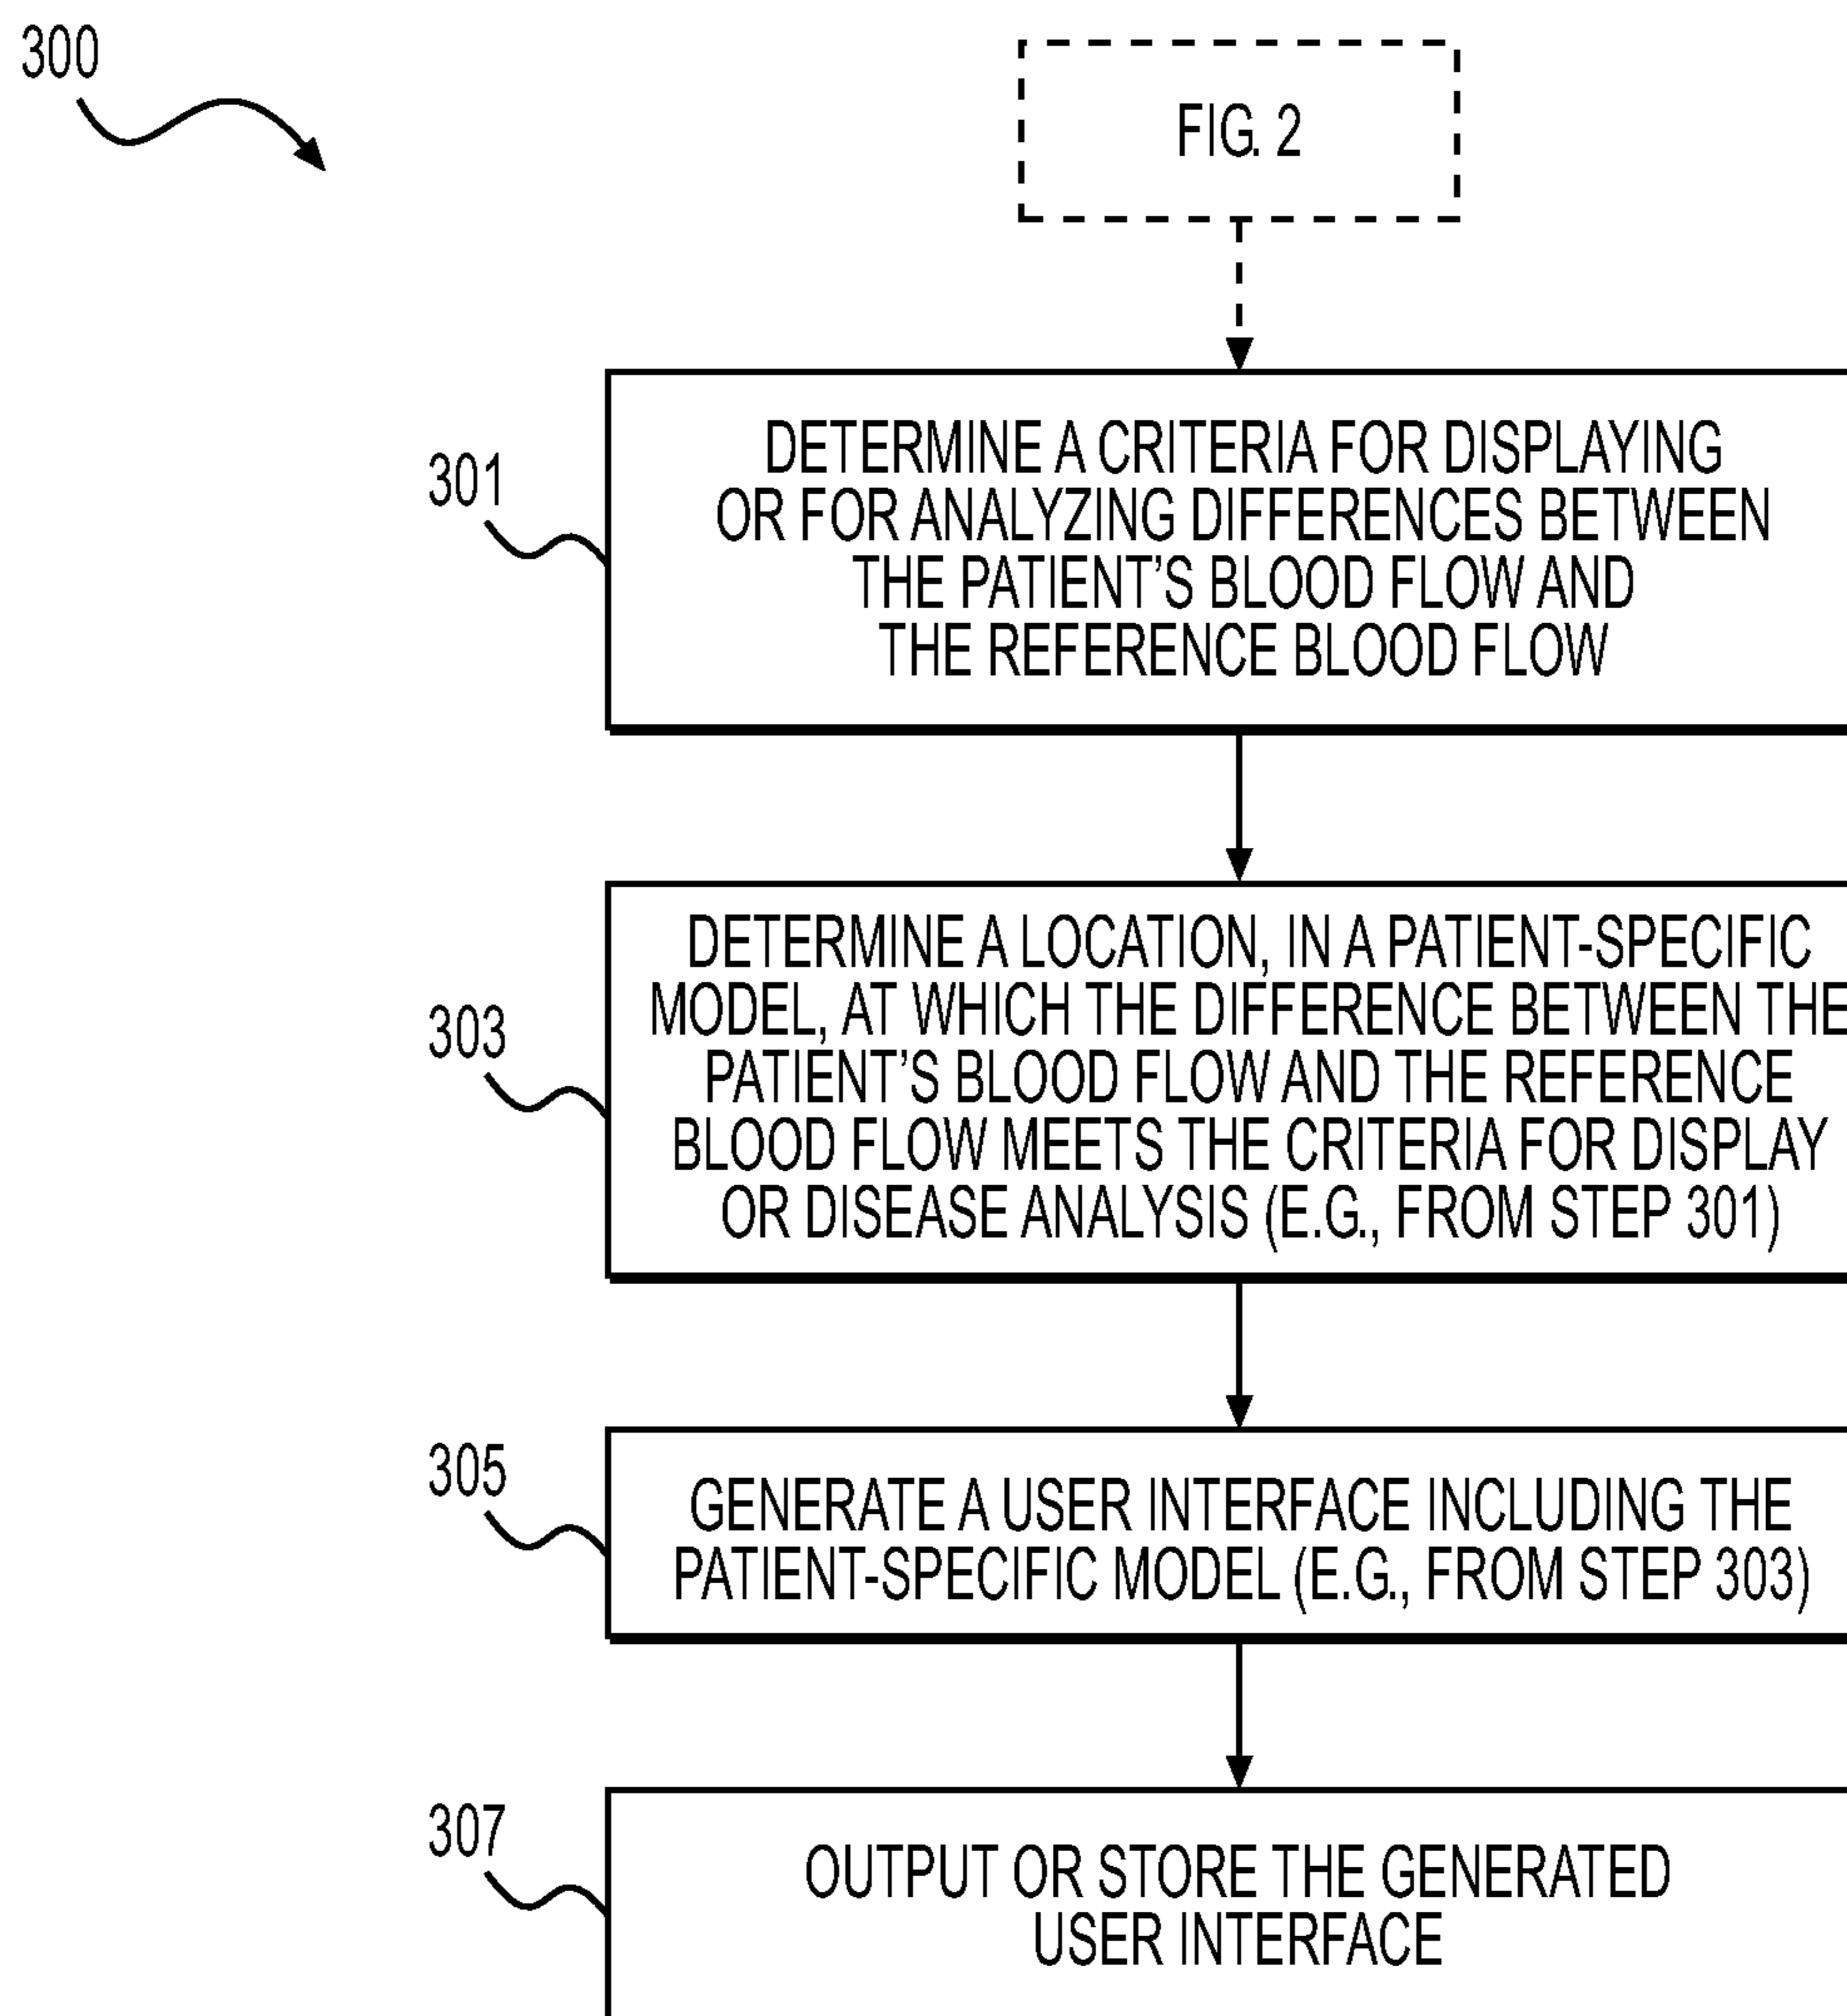 300
FIG. 2
301
DETERMINE A CRITERIA FOR DISPLAYING
OR FOR ANALYZING DIFFERENCES BETWEEN
THE PATIENT’S BLOOD FLOW AND
THE REFERENCE BLOOD FLOW
303
DETERMINE A LOCATION, IN A PATIENT-SPECIFIC
MODEL, AT WHICH THE DIFFERENCE BETWEEN THE
PATIENT’S BLOOD FLOW AND THE REFERENCE
BLOOD FLOW MEETS THE CRITERIA FOR DISPLAY
OR DISEASE ANALYSIS (E.G., FROM STEP 301)
305
GENERATE A USER INTERFACE INCLUDING THE
PATIENT-SPECIFIC MODEL (E.G., FROM STEP 303)
307
OUTPUT OR STORE THE GENERATED
USER INTERFACE